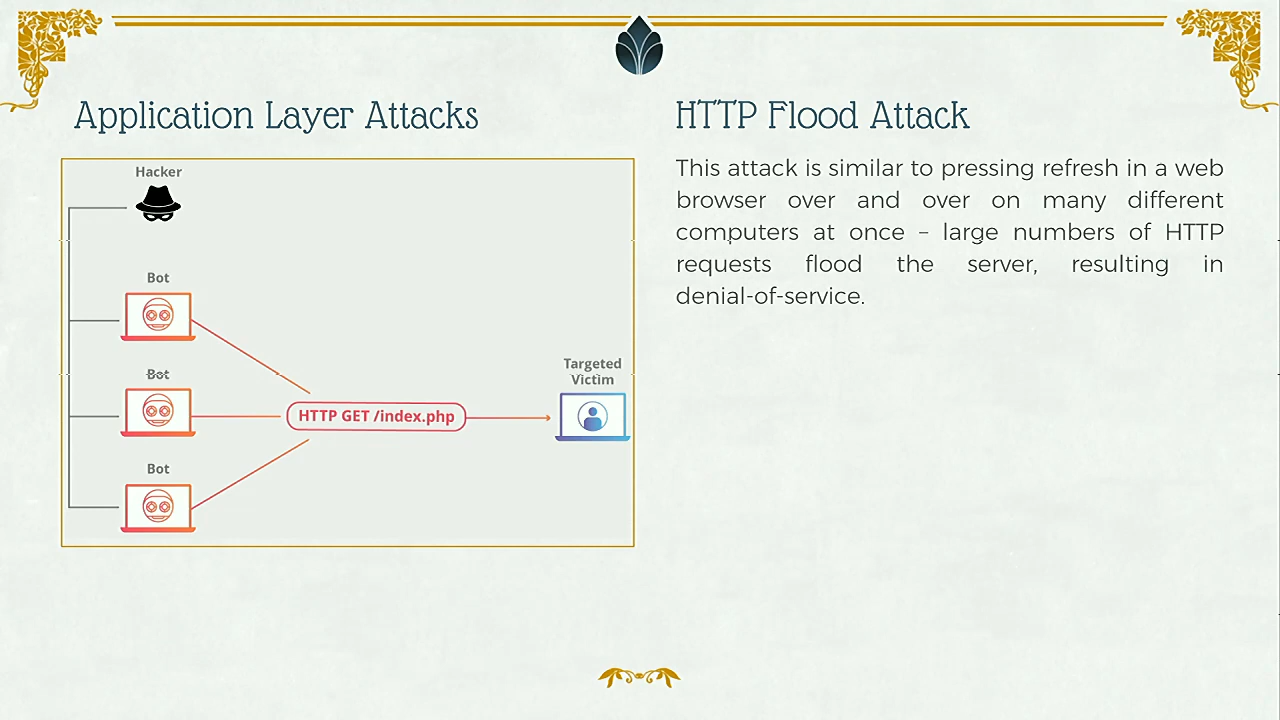 Application Layer Attacks
Hacker
Bot
Bot
Bot
HTTP GET /index.php
Targeted
Victim
HTTP Flood Attack
This attack is similar to pressing refresh in a web
browser over and over on many different
computers at once – large numbers of HTTP
requests flood the server, resulting in
denial-of-service.